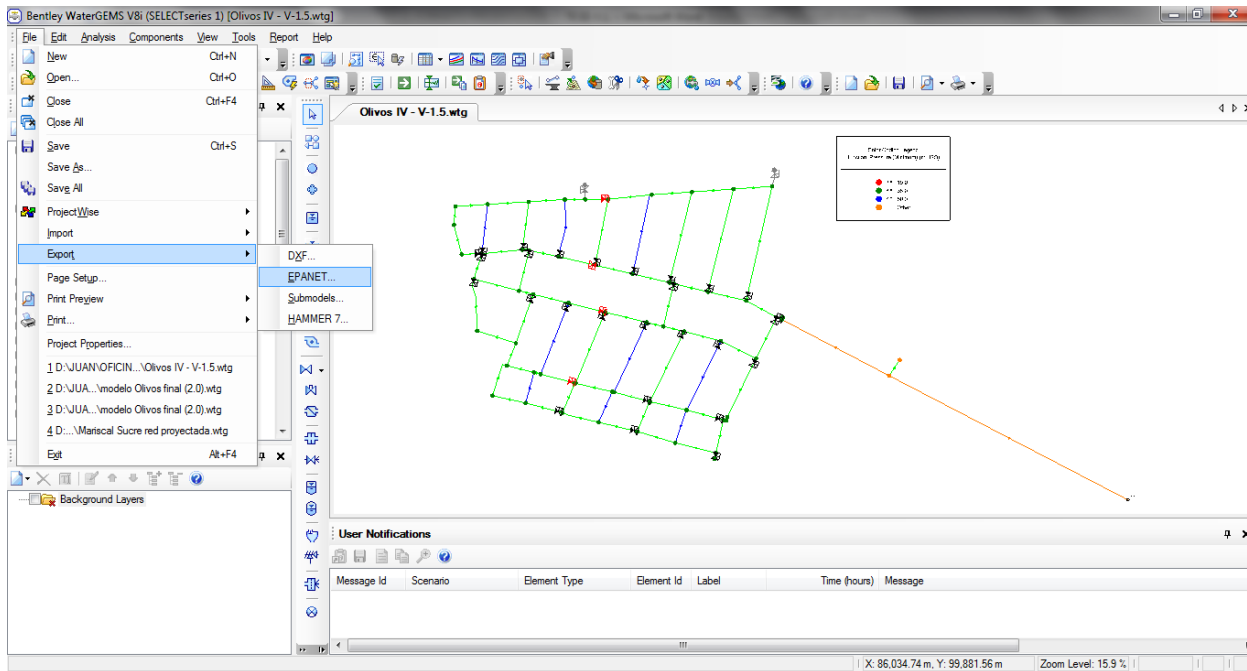 Bentley WaterGEMS V8i (SELECTseries 1) [Olivos IV - V-1.5.wtg]
File Edit Analysis Components View Tools Report Help
New Ctrl+N
Open... Ctrl+O
Close Ctrl+F4
Close All
Save Ctrl+S
Save As...
Save All
ProjectWise
Import
Export
Page Setup...
Print Preview
Print...
Project Properties...
1 D:\JUAN\OFICIN...\Olivos IV - V-1.5.wtg
2 D:\JUA...\modelo Olivos final (2.0).wtg
3 D:\JUA...\modelo Olivos final (2.0).wtg
4 D:...\Mariscal Sucre red proyectada.wtg
Exit Alt+F4
DXF...
EPANET...
Submodels...
HAMMER 7...
Olivos IV - V-1.5.wtg
Other
Background Layers
User Notifications
Message Id Scenario Element Type Element Id Label Time (hours) Message
X: 86,034.74 m, Y: 99,881.56 m Zoom Level: 15.9 %